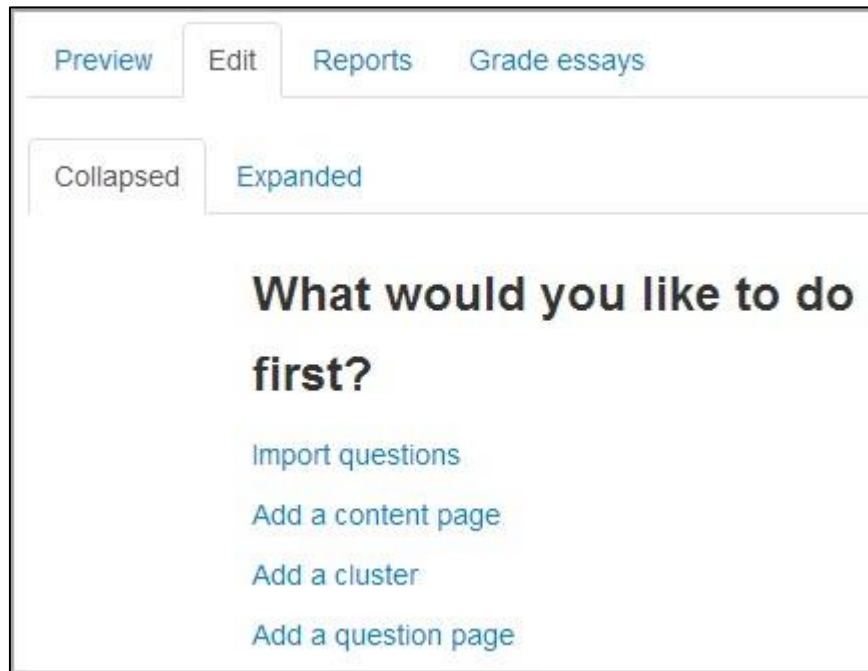 Preview Edit Reports Grade essays
Collapsed Expanded
What would you like to do
first?
Import questions
Add a content page
Add a cluster
Add a question page